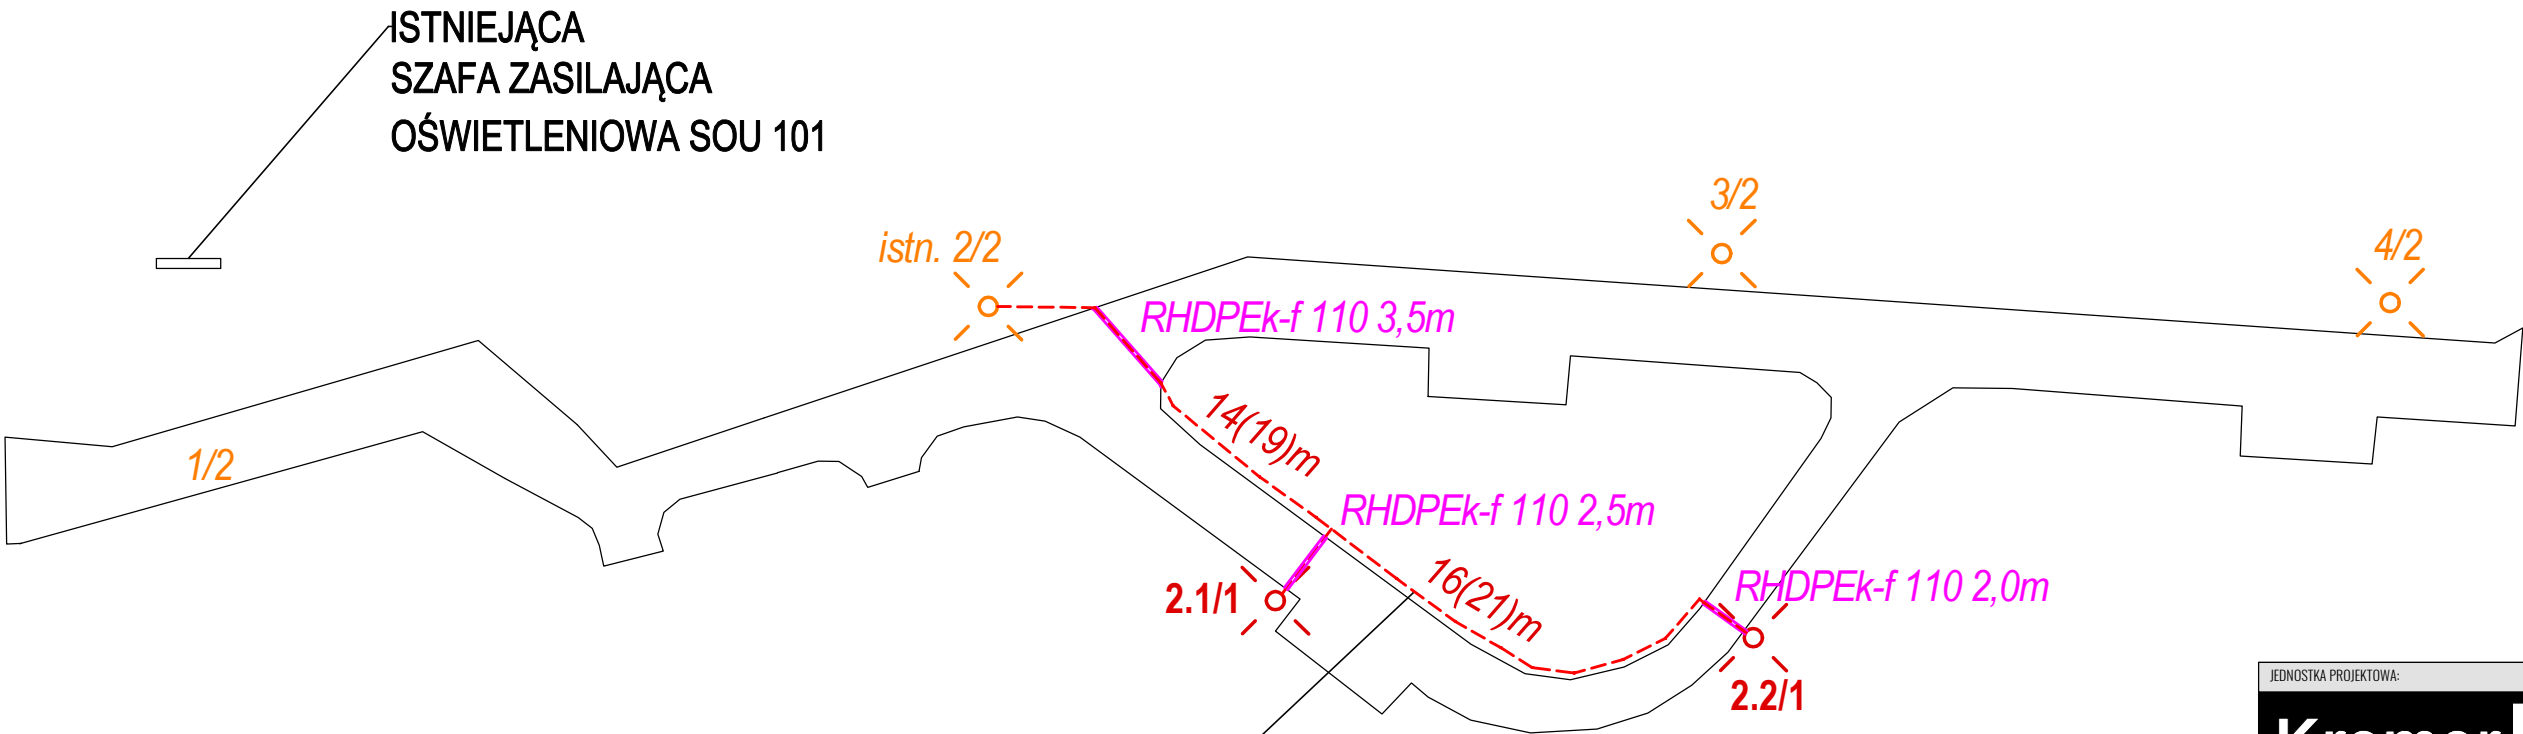 ISTNIEJĄCA
SZAFA ZASILAJĄCA
OŚWIETLENIOWA SOU 101
3/2
istn. 2/2
4/2
RHDPEk-f 110 3,5m
14(19)m
1/2
RHDPEk-f 110 2,5m
16(21)m
2.1/1
RHDPEk-f 110 2,0m
2.2/1
JEDNOSTKA PROJEKTOWA: